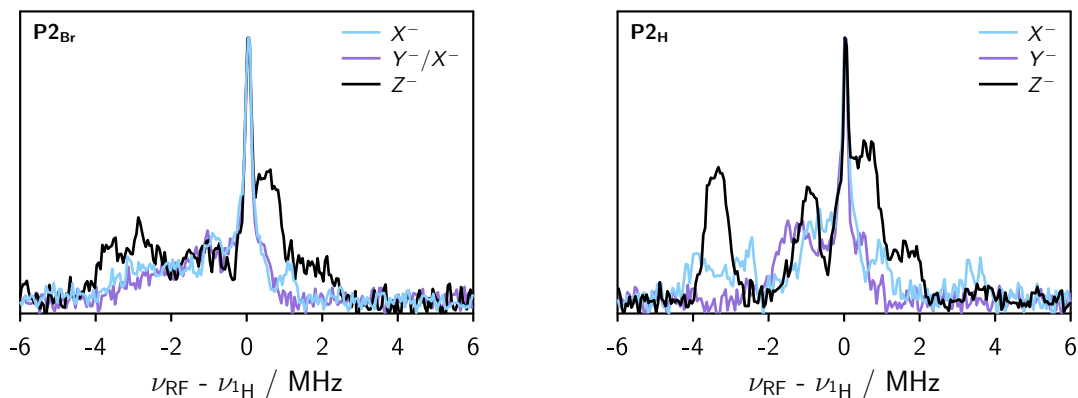 P2Br
X⁻
Y⁻/X⁻
Z⁻
-6 -4 -2 0 2 4 6
νRF - ν1H / MHz
P2H
X⁻
Y⁻
Z⁻
-6 -4 -2 0 2 4 6
νRF - ν1H / MHz